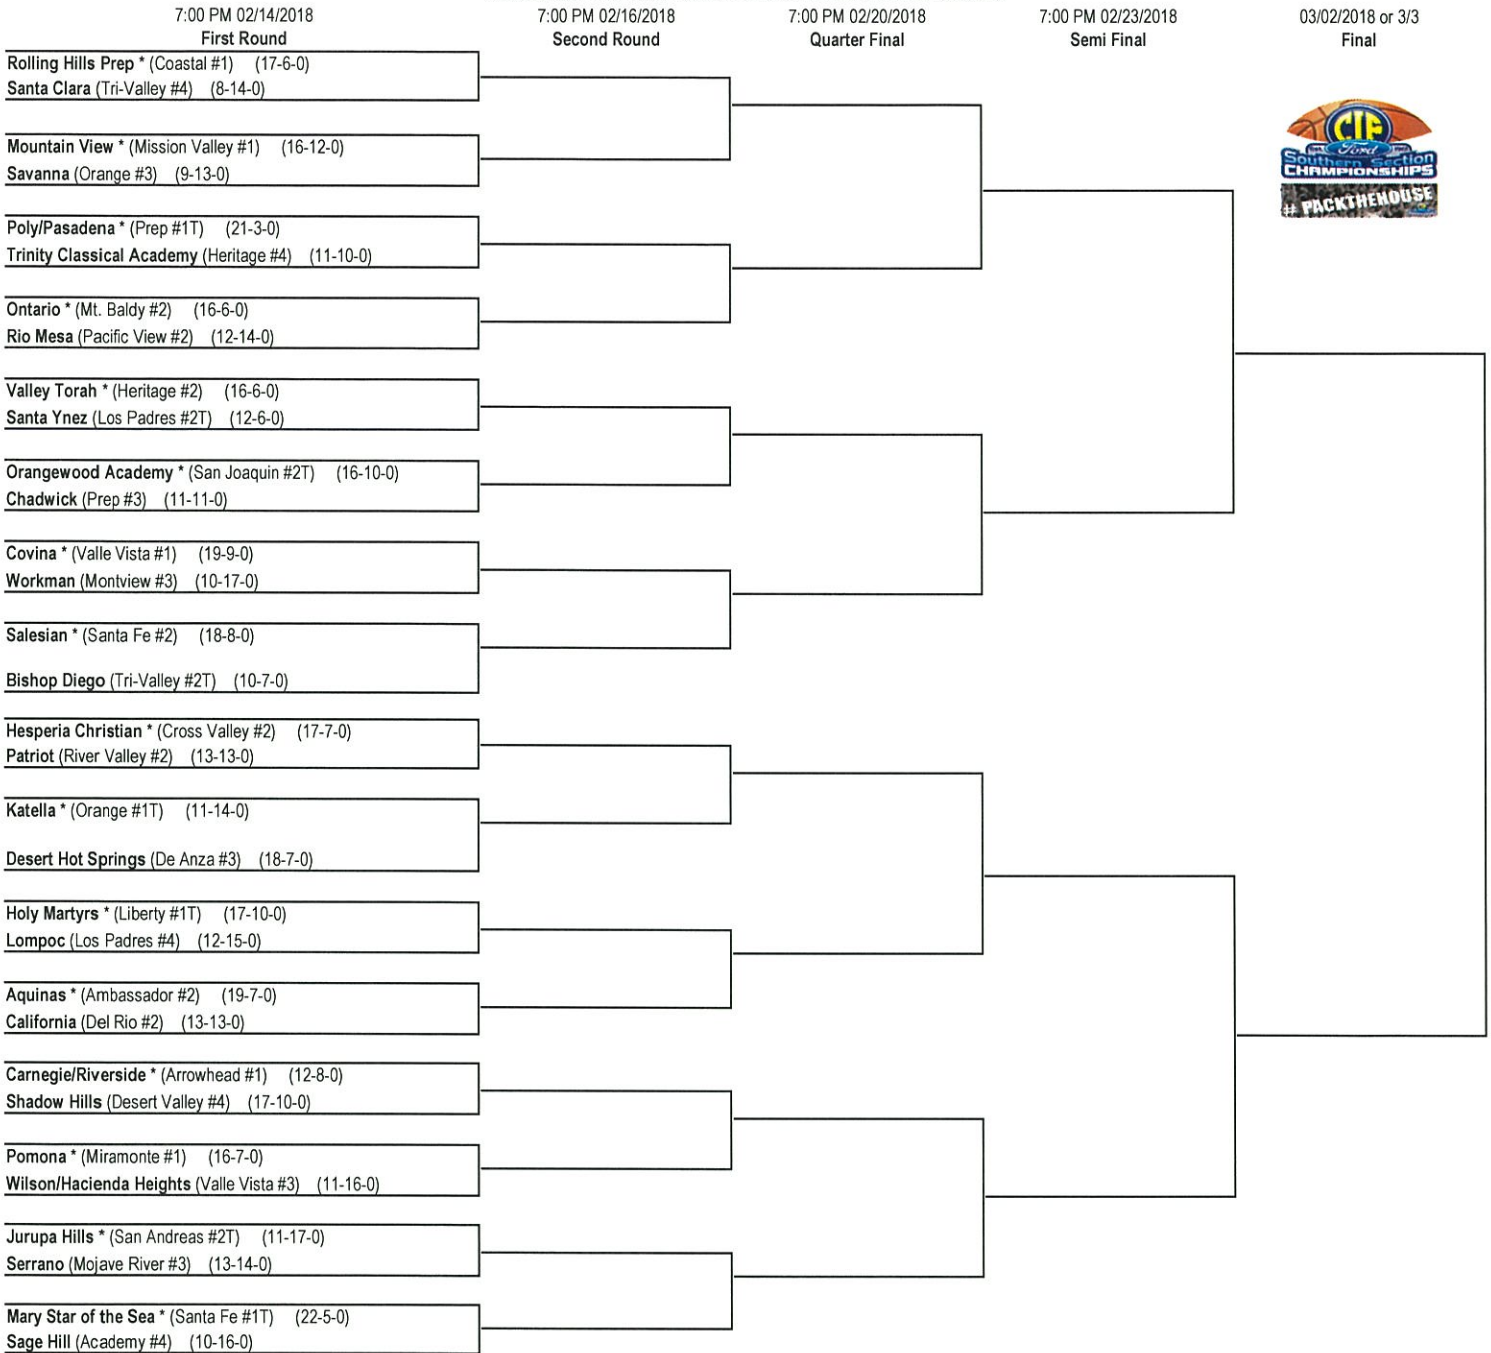 7:00 PM 02/14/2018 7:00 PM 02/16/2018 7:00 PM 02/20/2018 7:00 PM 02/23/2018 03/02/2018 or 3/3
First Round Second Round Quarter Final Semi Final Final
CIF
Ford
Southern Section
CHAMPIONSHIPS
# PACKTHEHOUSE
Rolling Hills Prep * (Coastal #1) (17-6-0)
Santa Clara (Tri-Valley #4) (8-14-0)
Mountain View * (Mission Valley #1) (16-12-0)
Savanna (Orange #3) (9-13-0)
Poly/Pasadena * (Prep #1T) (21-3-0)
Trinity Classical Academy (Heritage #4) (11-10-0)
Ontario * (Mt. Baldy #2) (16-6-0)
Rio Mesa (Pacific View #2) (12-14-0)
Valley Torah * (Heritage #2) (16-6-0)
Santa Ynez (Los Padres #2T) (12-6-0)
Orangewood Academy * (San Joaquin #2T) (16-10-0)
Chadwick (Prep #3) (11-11-0)
Covina * (Valle Vista #1) (19-9-0)
Workman (Montview #3) (10-17-0)
Salesian * (Santa Fe #2) (18-8-0)
Bishop Diego (Tri-Valley #2T) (10-7-0)
Hesperia Christian * (Cross Valley #2) (17-7-0)
Patriot (River Valley #2) (13-13-0)
Katella * (Orange #1T) (11-14-0)
Desert Hot Springs (De Anza #3) (18-7-0)
Holy Martyrs * (Liberty #1T) (17-10-0)
Lompoc (Los Padres #4) (12-15-0)
Aquinas * (Ambassador #2) (19-7-0)
California (Del Rio #2) (13-13-0)
Carnegie/Riverside * (Arrowhead #1) (12-8-0)
Shadow Hills (Desert Valley #4) (17-10-0)
Pomona * (Miramonte #1) (16-7-0)
Wilson/Hacienda Heights (Valle Vista #3) (11-16-0)
Jurupa Hills * (San Andreas #2T) (11-17-0)
Serrano (Mojave River #3) (13-14-0)
Mary Star of the Sea * (Santa Fe #1T) (22-5-0)
Sage Hill (Academy #4) (10-16-0)